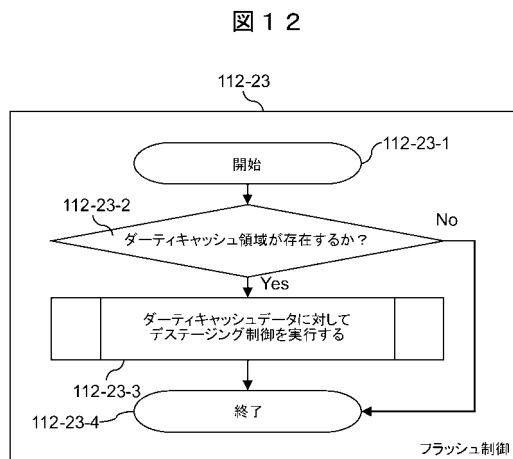 図１２
112-23
112-23-1
開始
112-23-2
No
ダーティキャッシュ領域が存在するか？
Yes
ダーティキャッシュデータに対して
デステージング制御を実行する
112-23-3
終了
112-23-4
フラッシュ制御